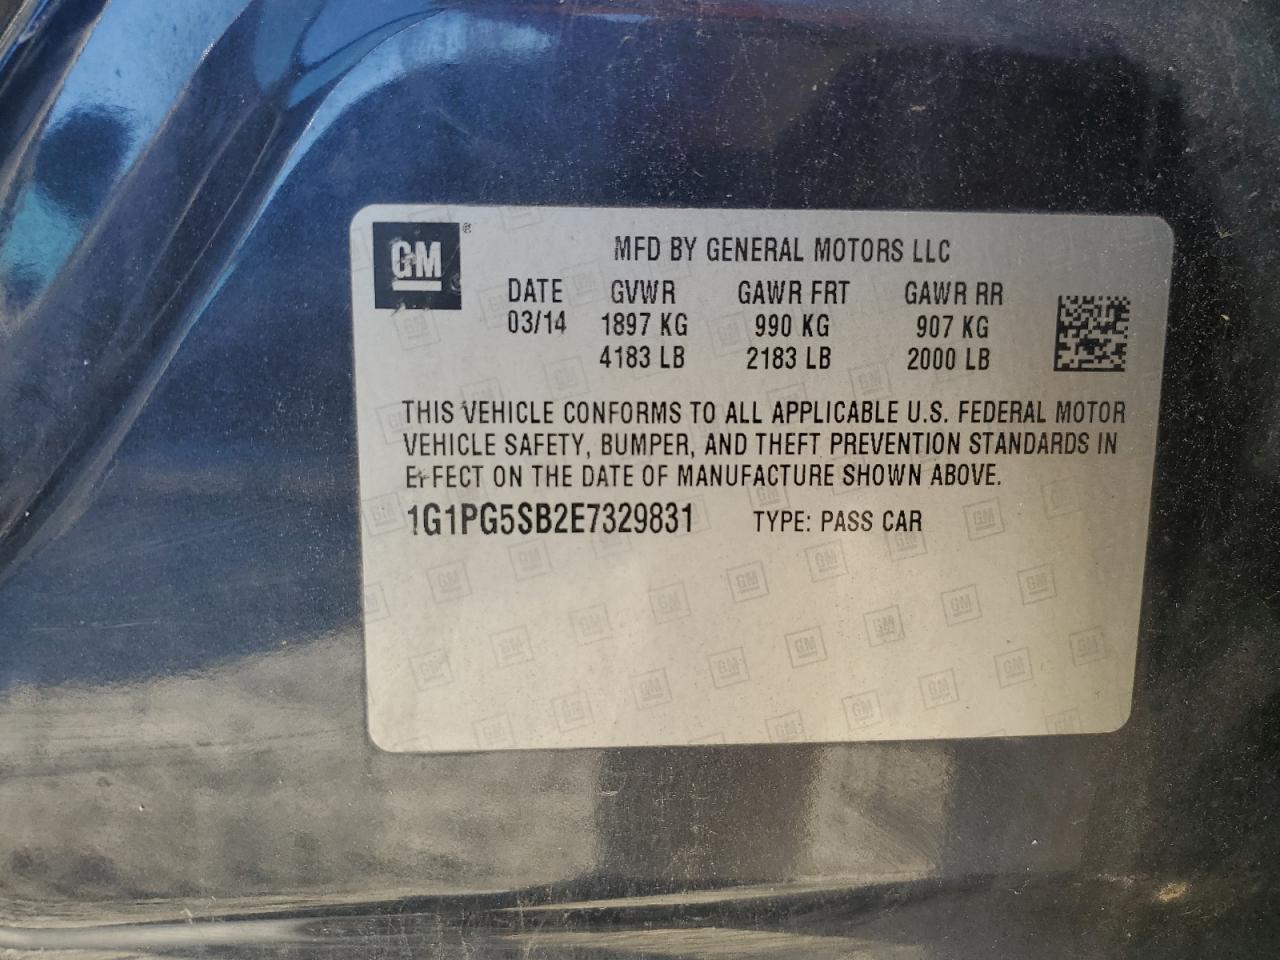 GM ®
MFD BY GENERAL MOTORS LLC
DATE GVWR GAWR FRT GAWR RR
03/14 1897 KG 990 KG 907 KG
4183 LB 2183 LB 2000 LB
THIS VEHICLE CONFORMS TO ALL APPLICABLE U.S. FEDERAL MOTOR
VEHICLE SAFETY, BUMPER, AND THEFT PREVENTION STANDARDS IN
EFFECT ON THE DATE OF MANUFACTURE SHOWN ABOVE.
1G1PG5SB2E7329831 TYPE: PASS CAR